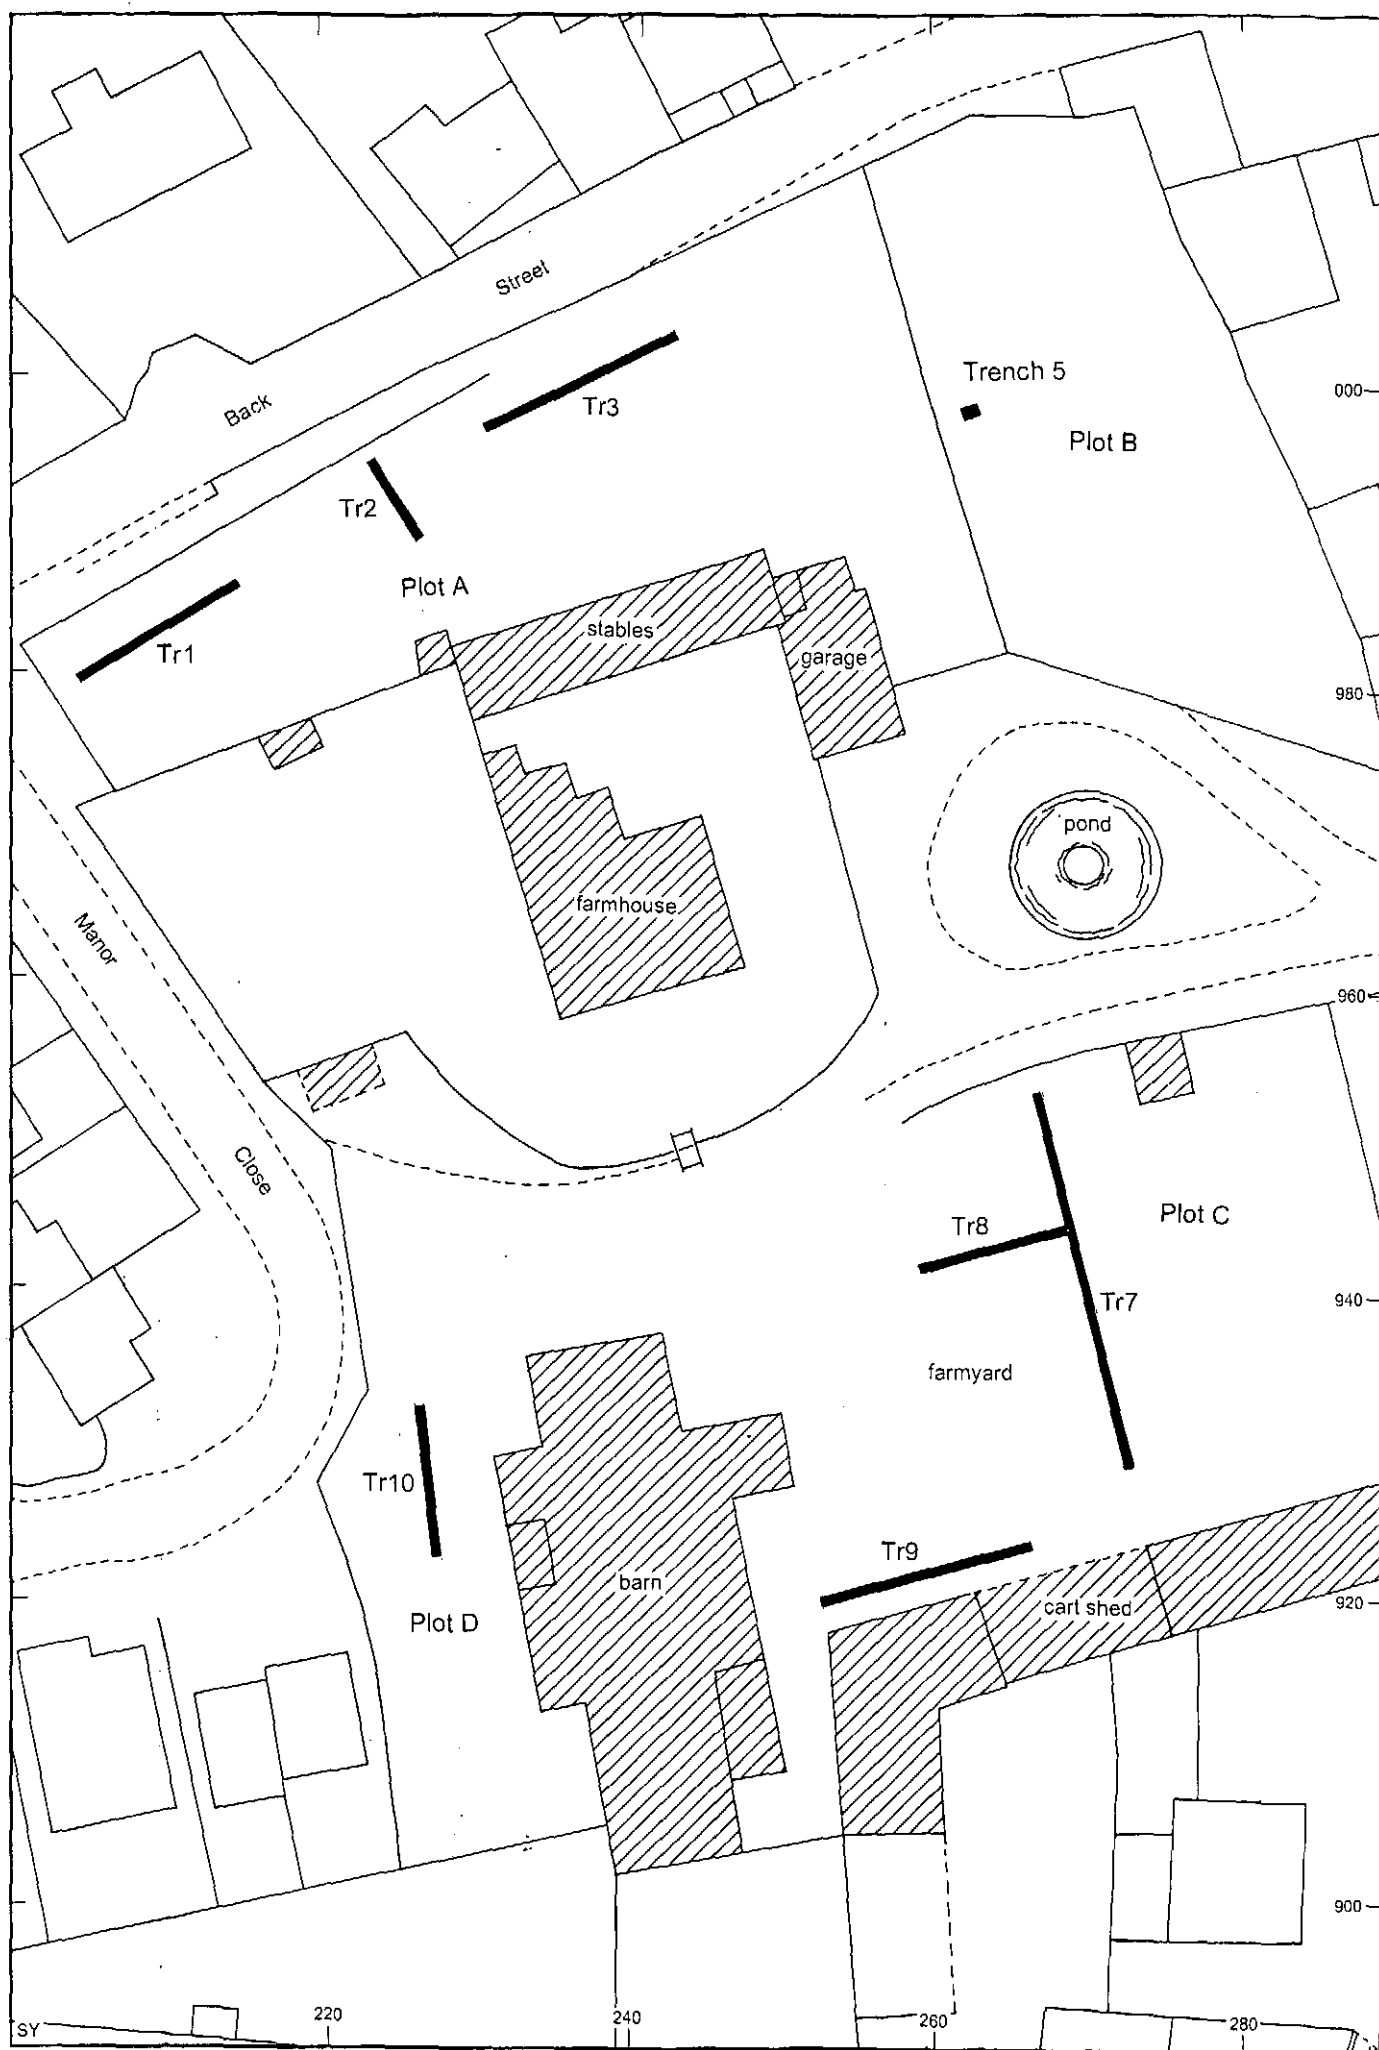 Street
Back
Trench 5
000
Tr3
Plot B
Tr2
Plot A
stables
Tr1
garage
980
pond
farmhouse
Manor
960
Close
Plot C
Tr8
Tr7
940
farmyard
Tr10
Tr9
barn
cart shed
920
Plot D
900
SY
220
240
260
280